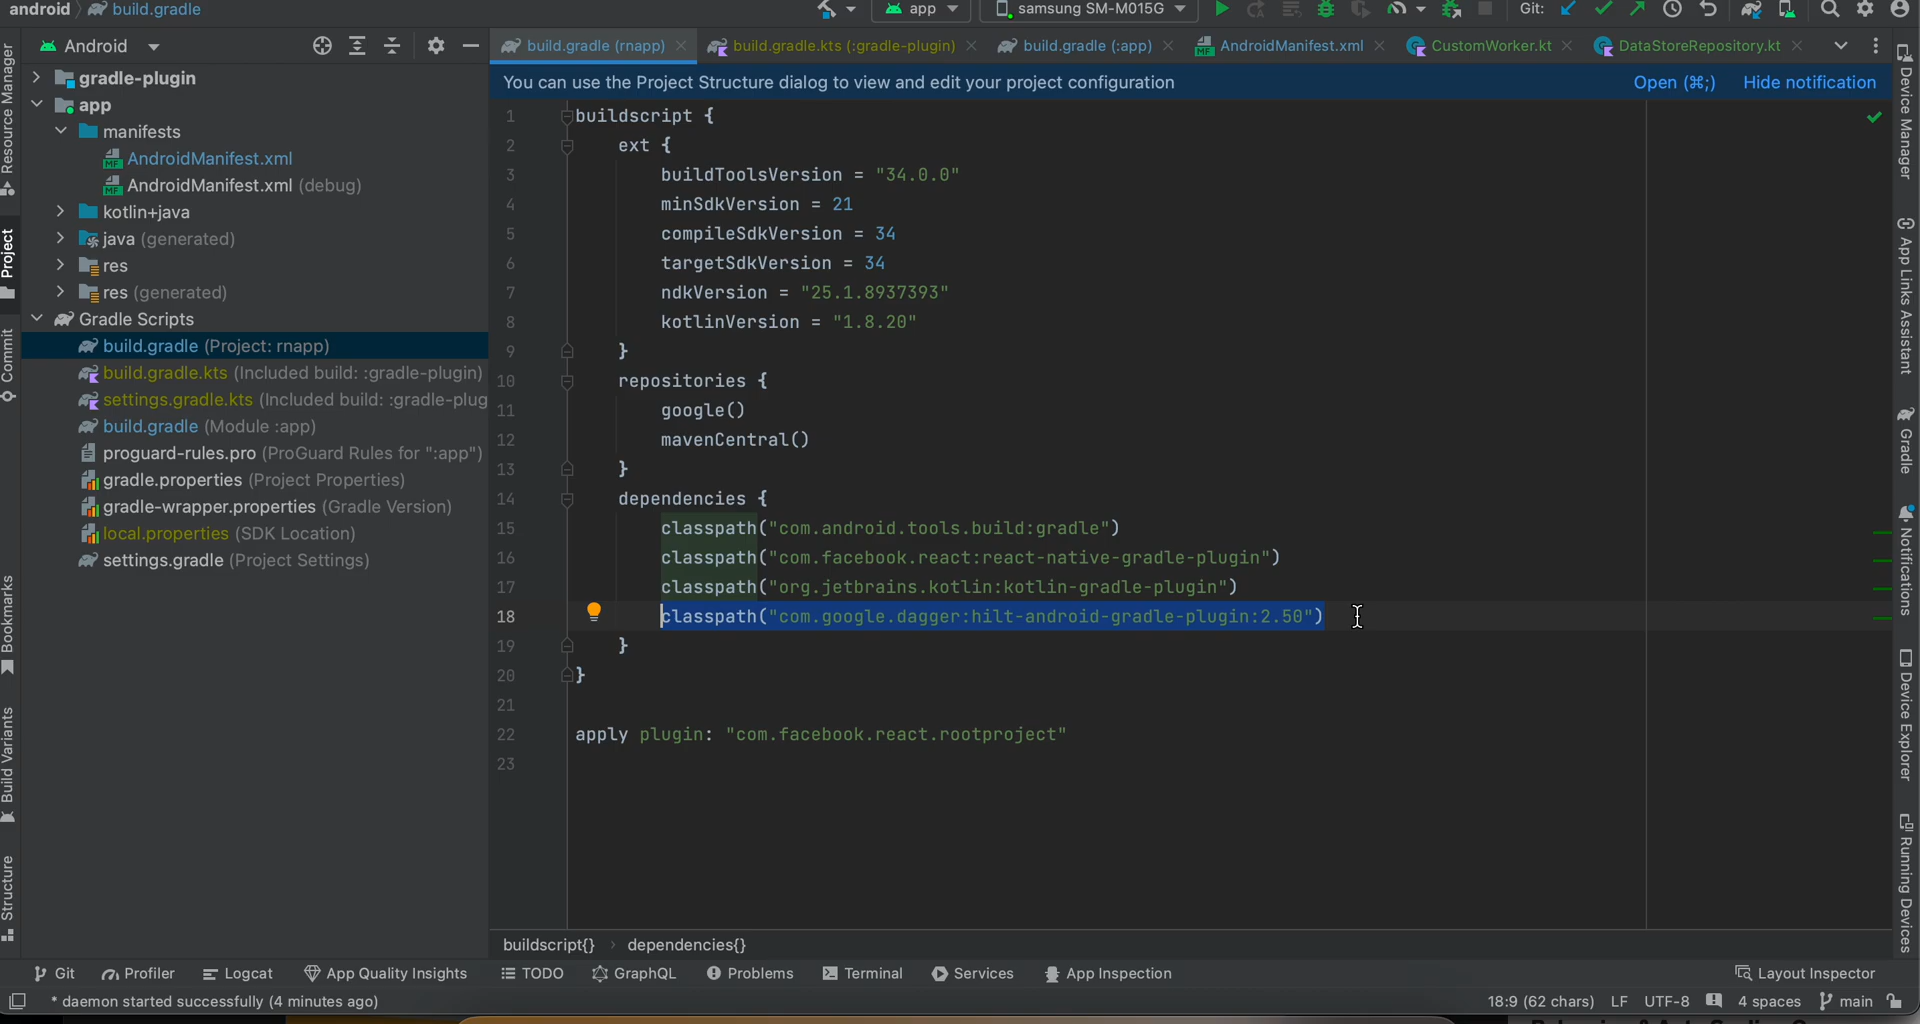 android
build.gradle
app
samsung SM-M015G
Git:
Android
build.gradle (rnapp)
build.gradle.kts (:gradle-plugin)
build.gradle (:app)
AndroidManifest.xml
CustomWorker.kt
DataStoreRepository.kt
You can use the Project Structure dialog to view and edit your project configuration
Open (⌘;)
Hide notification
Resource Manager
Project
Commit
Bookmarks
Build Variants
Structure
gradle-plugin
app
manifests
AndroidManifest.xml
AndroidManifest.xml (debug)
kotlin+java
java (generated)
res
res (generated)
Gradle Scripts
build.gradle (Project: rnapp)
build.gradle.kts (Included build: :gradle-plugin)
settings.gradle.kts (Included build: :gradle-plug
build.gradle (Module :app)
proguard-rules.pro (ProGuard Rules for ":app")
gradle.properties (Project Properties)
gradle-wrapper.properties (Gradle Version)
local.properties (SDK Location)
settings.gradle (Project Settings)
1 buildscript {
2 ext {
3 buildToolsVersion = "34.0.0"
4 minSdkVersion = 21
5 compileSdkVersion = 34
6 targetSdkVersion = 34
7 ndkVersion = "25.1.8937393"
8 kotlinVersion = "1.8.20"
9 }
10 repositories {
11 google()
12 mavenCentral()
13 }
14 dependencies {
15 classpath("com.android.tools.build:gradle")
16 classpath("com.facebook.react:react-native-gradle-plugin")
17 classpath("org.jetbrains.kotlin:kotlin-gradle-plugin")
18 classpath("com.google.dagger:hilt-android-gradle-plugin:2.50")
19 }
20 }
21
22 apply plugin: "com.facebook.react.rootproject"
23
Device Manager
App Links Assistant
Gradle
Notifications
Device Explorer
Running Devices
buildscript{}
dependencies{}
Git
Profiler
Logcat
App Quality Insights
TODO
GraphQL
Problems
Terminal
Services
App Inspection
Layout Inspector
* daemon started successfully (4 minutes ago)
18:9 (62 chars)
LF
UTF-8
4 spaces
main